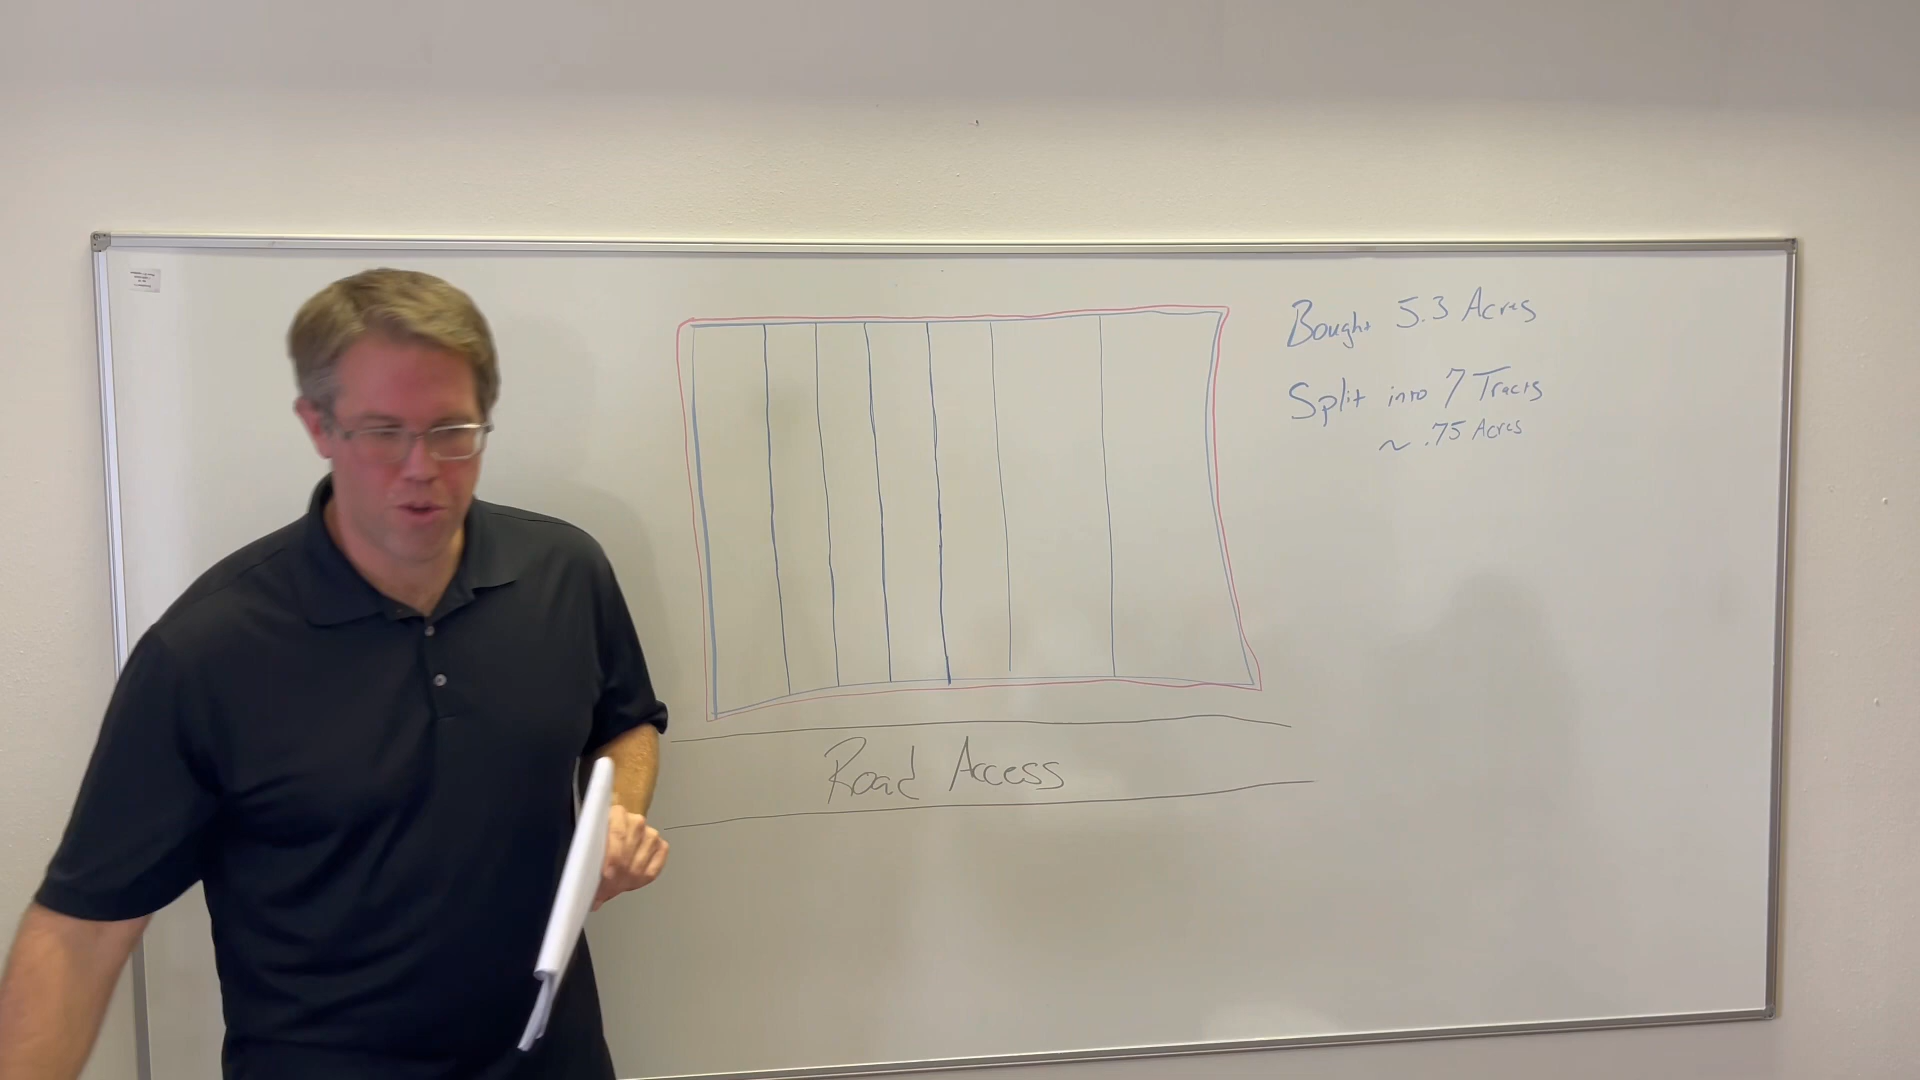 Bought 5.3 Acres
Split into 7 Tracts
~ .75 Acres
Road Access